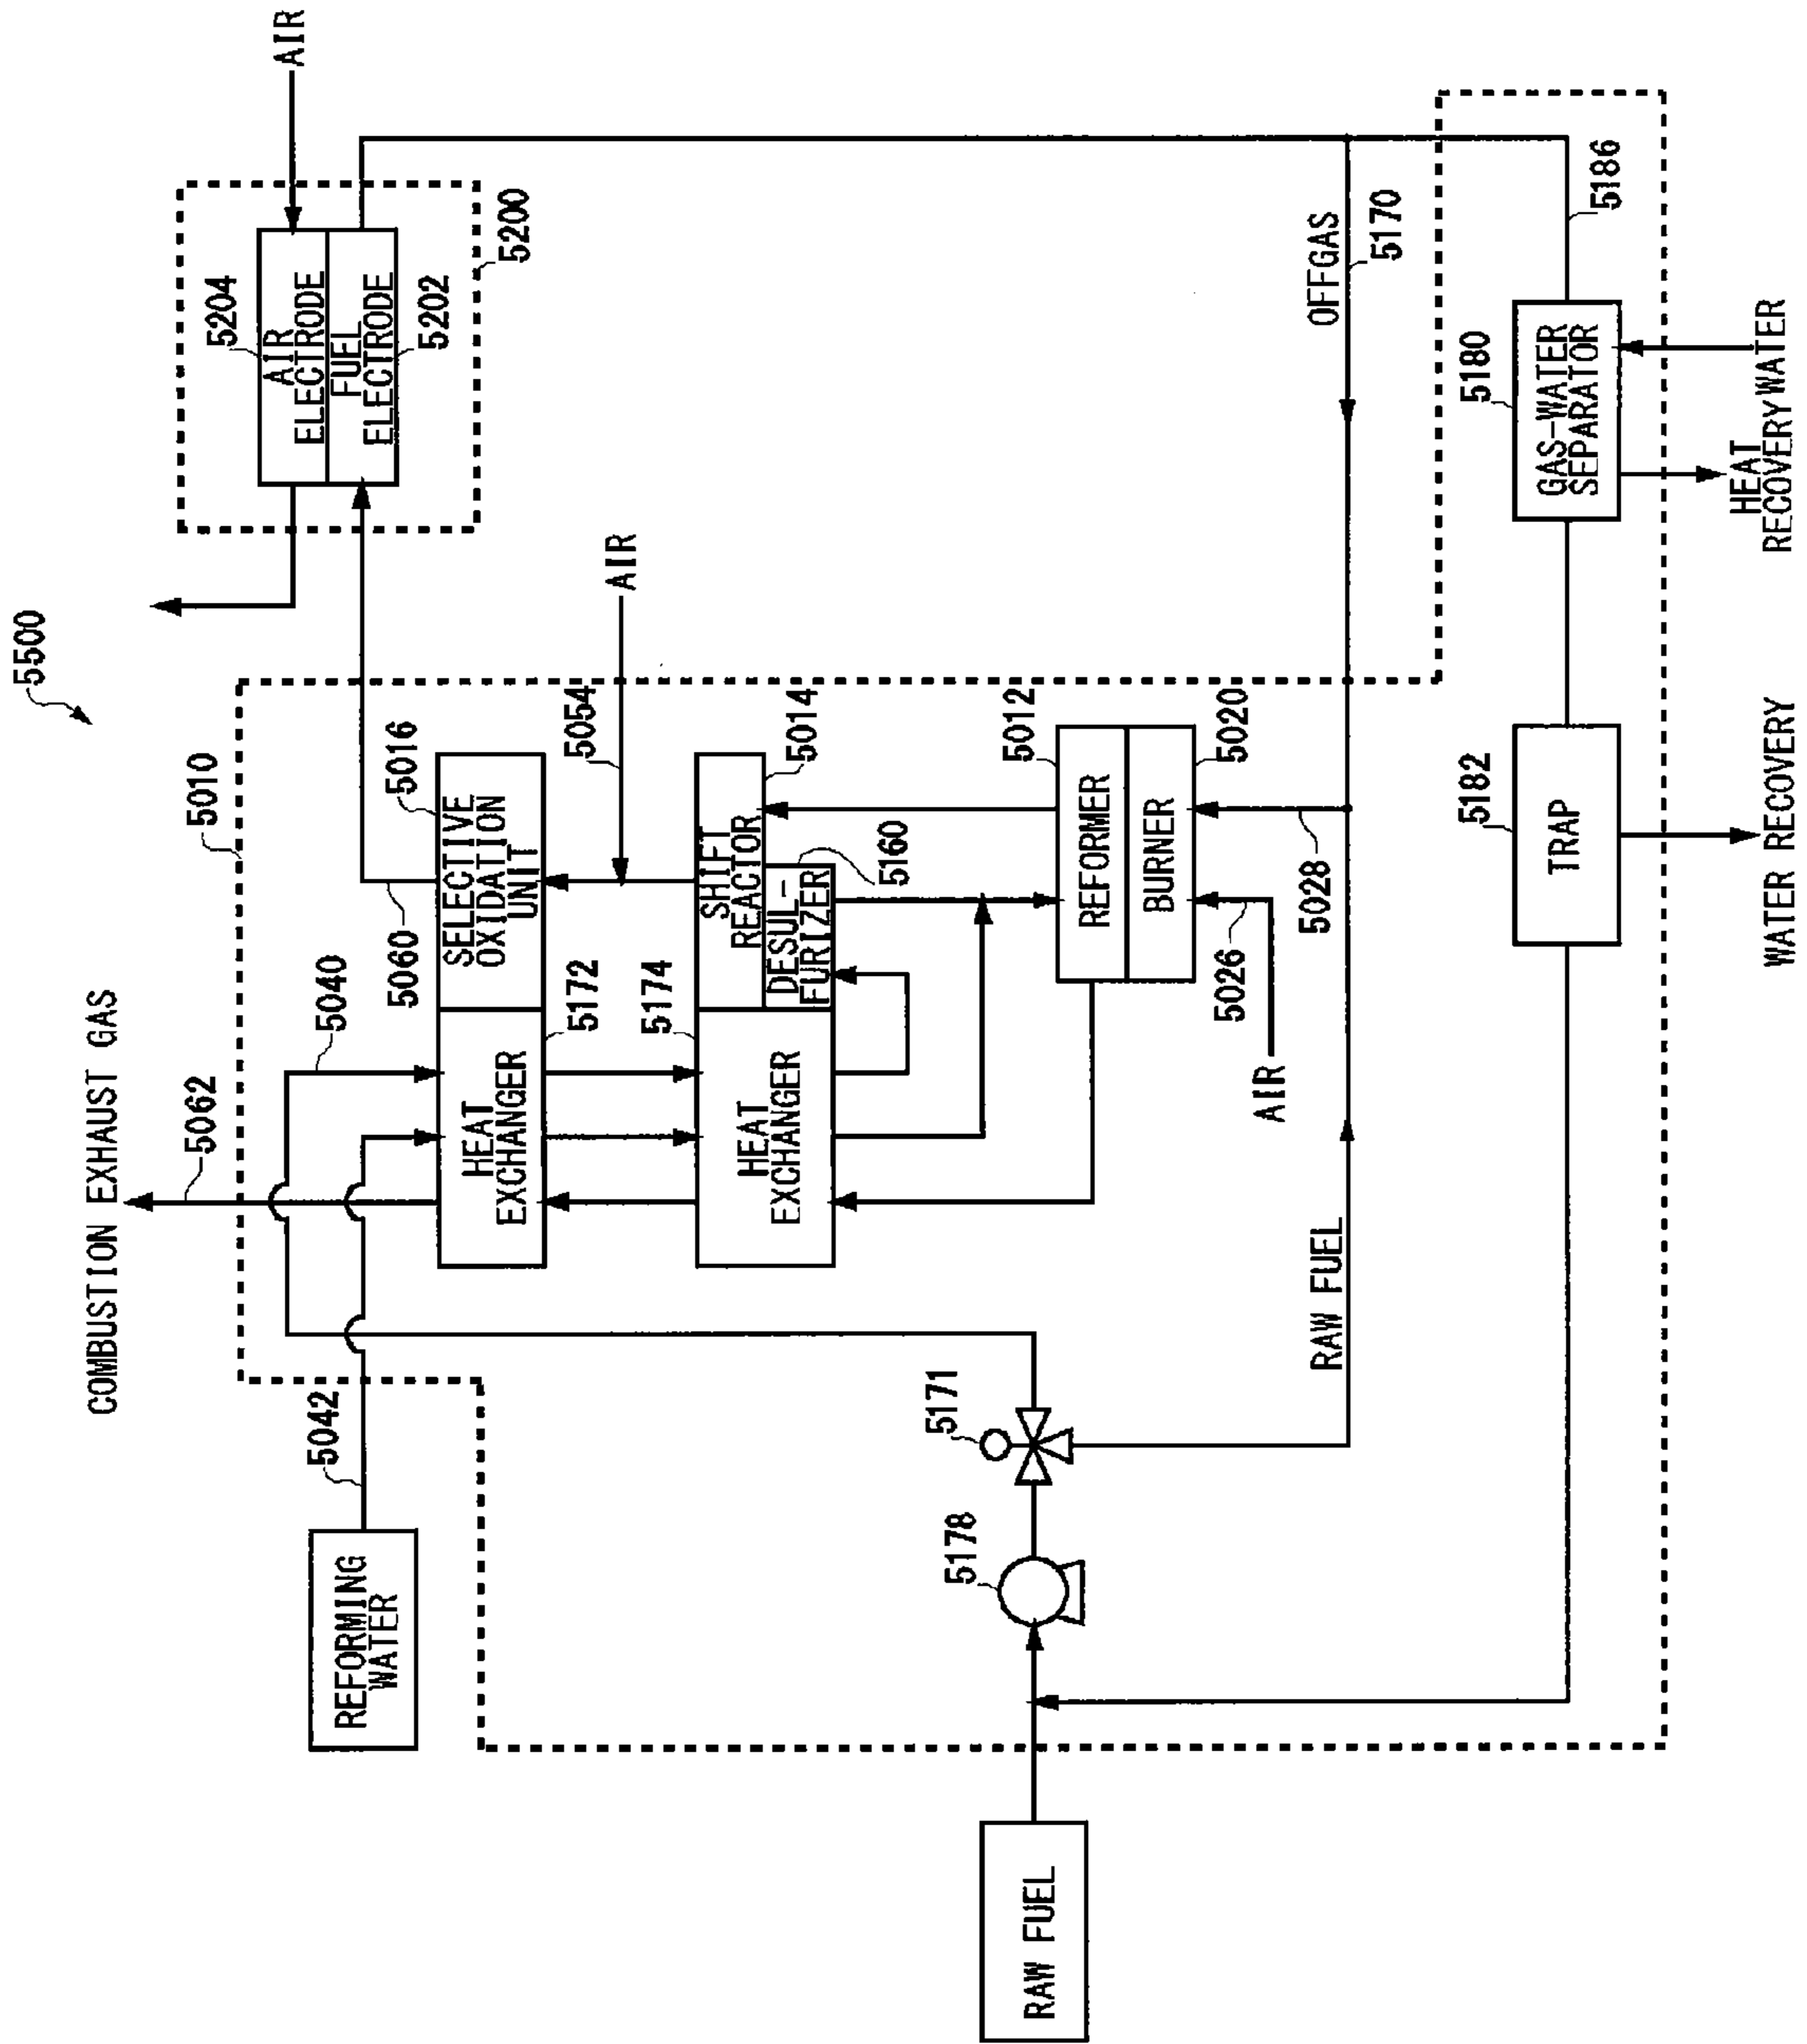 5500
COMBUSTION EXHAUST GAS
5062
5040
5010
5042
REFORMING
WATER
5060
SELECTIVE
OXIDATION
UNIT
5016
HEAT
EXCHANGER
5172
5054
AIR
5204
AIR
ELECTRODE
FUEL
ELECTRODE
5202
5200
AIR
5174
HEAT
EXCHANGER
SHIFT
REACTOR
5014
DESUL-
FURIZER
5160
REFORMER
5012
BURNER
5020
5026
AIR
5028
RAW FUEL
5178
5171
RAW FUEL
OFFGAS
5170
5186
5180
GAS-WATER
SEPARATOR
HEAT
RECOVERY WATER
RECOVERY
5182
TRAP
WATER RECOVERY